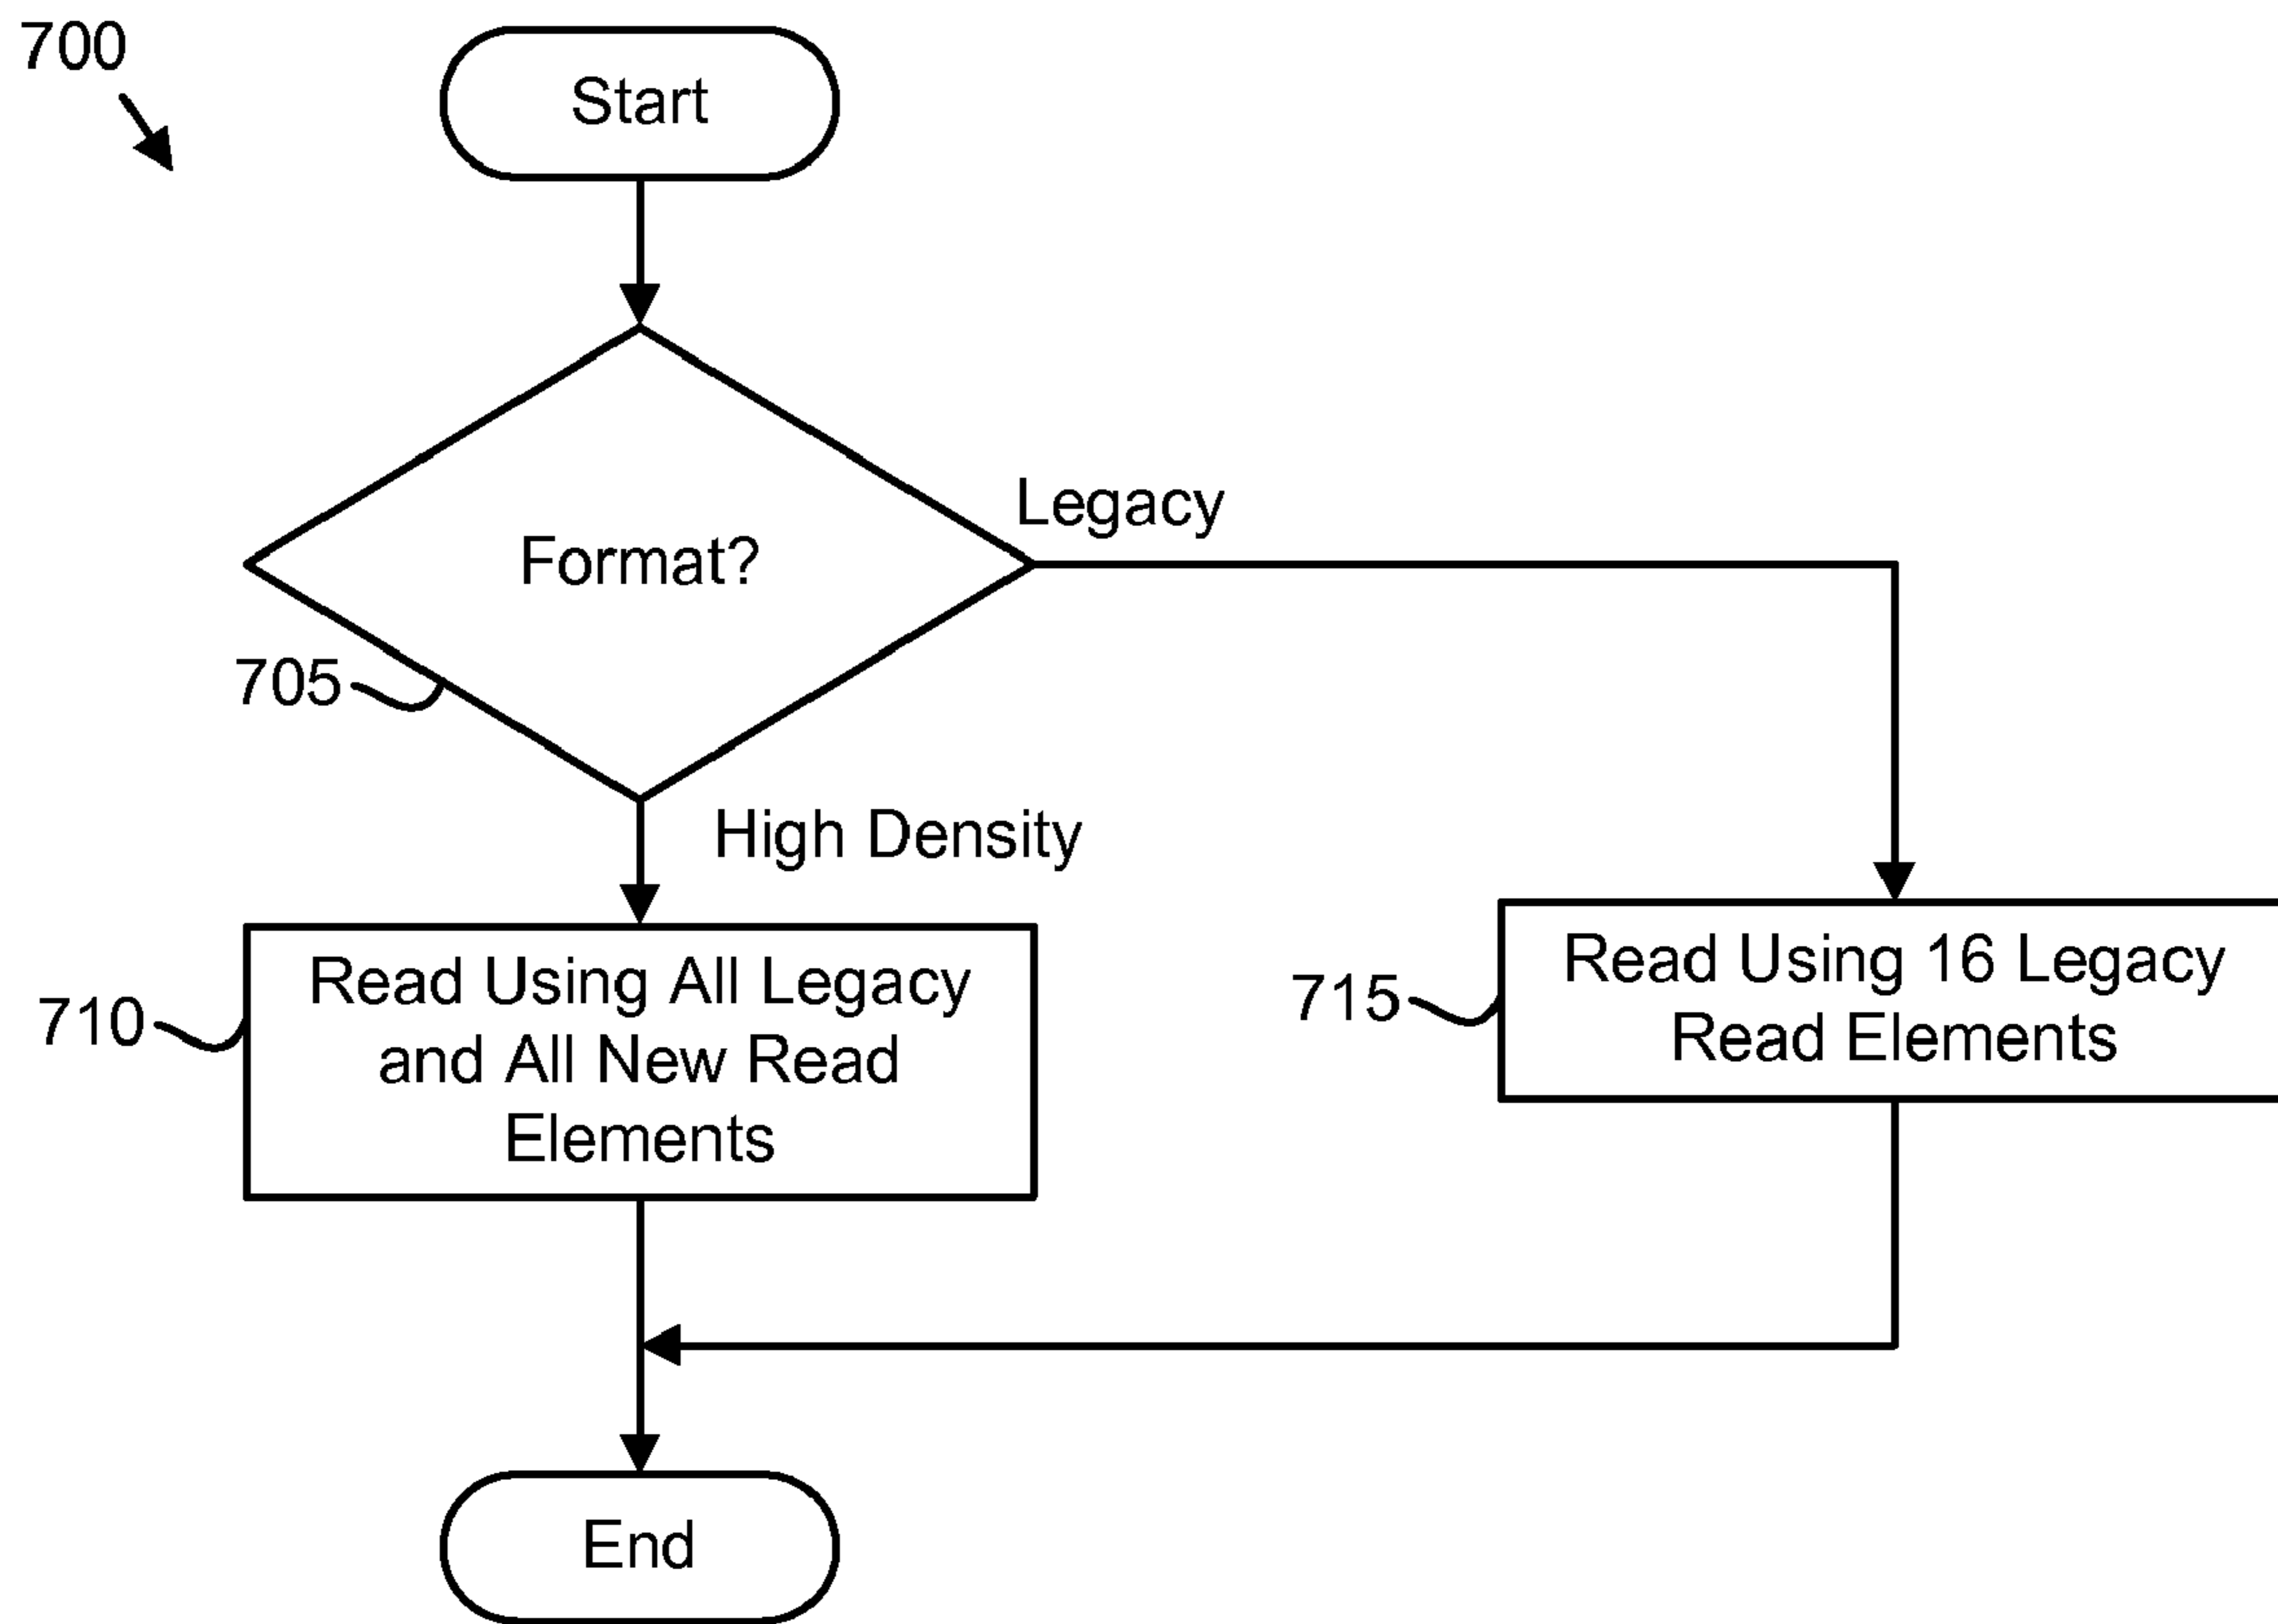 700
Start
Format?
Legacy
705
High Density
710
Read Using All Legacy
and All New Read
Elements
715
Read Using 16 Legacy
Read Elements
End